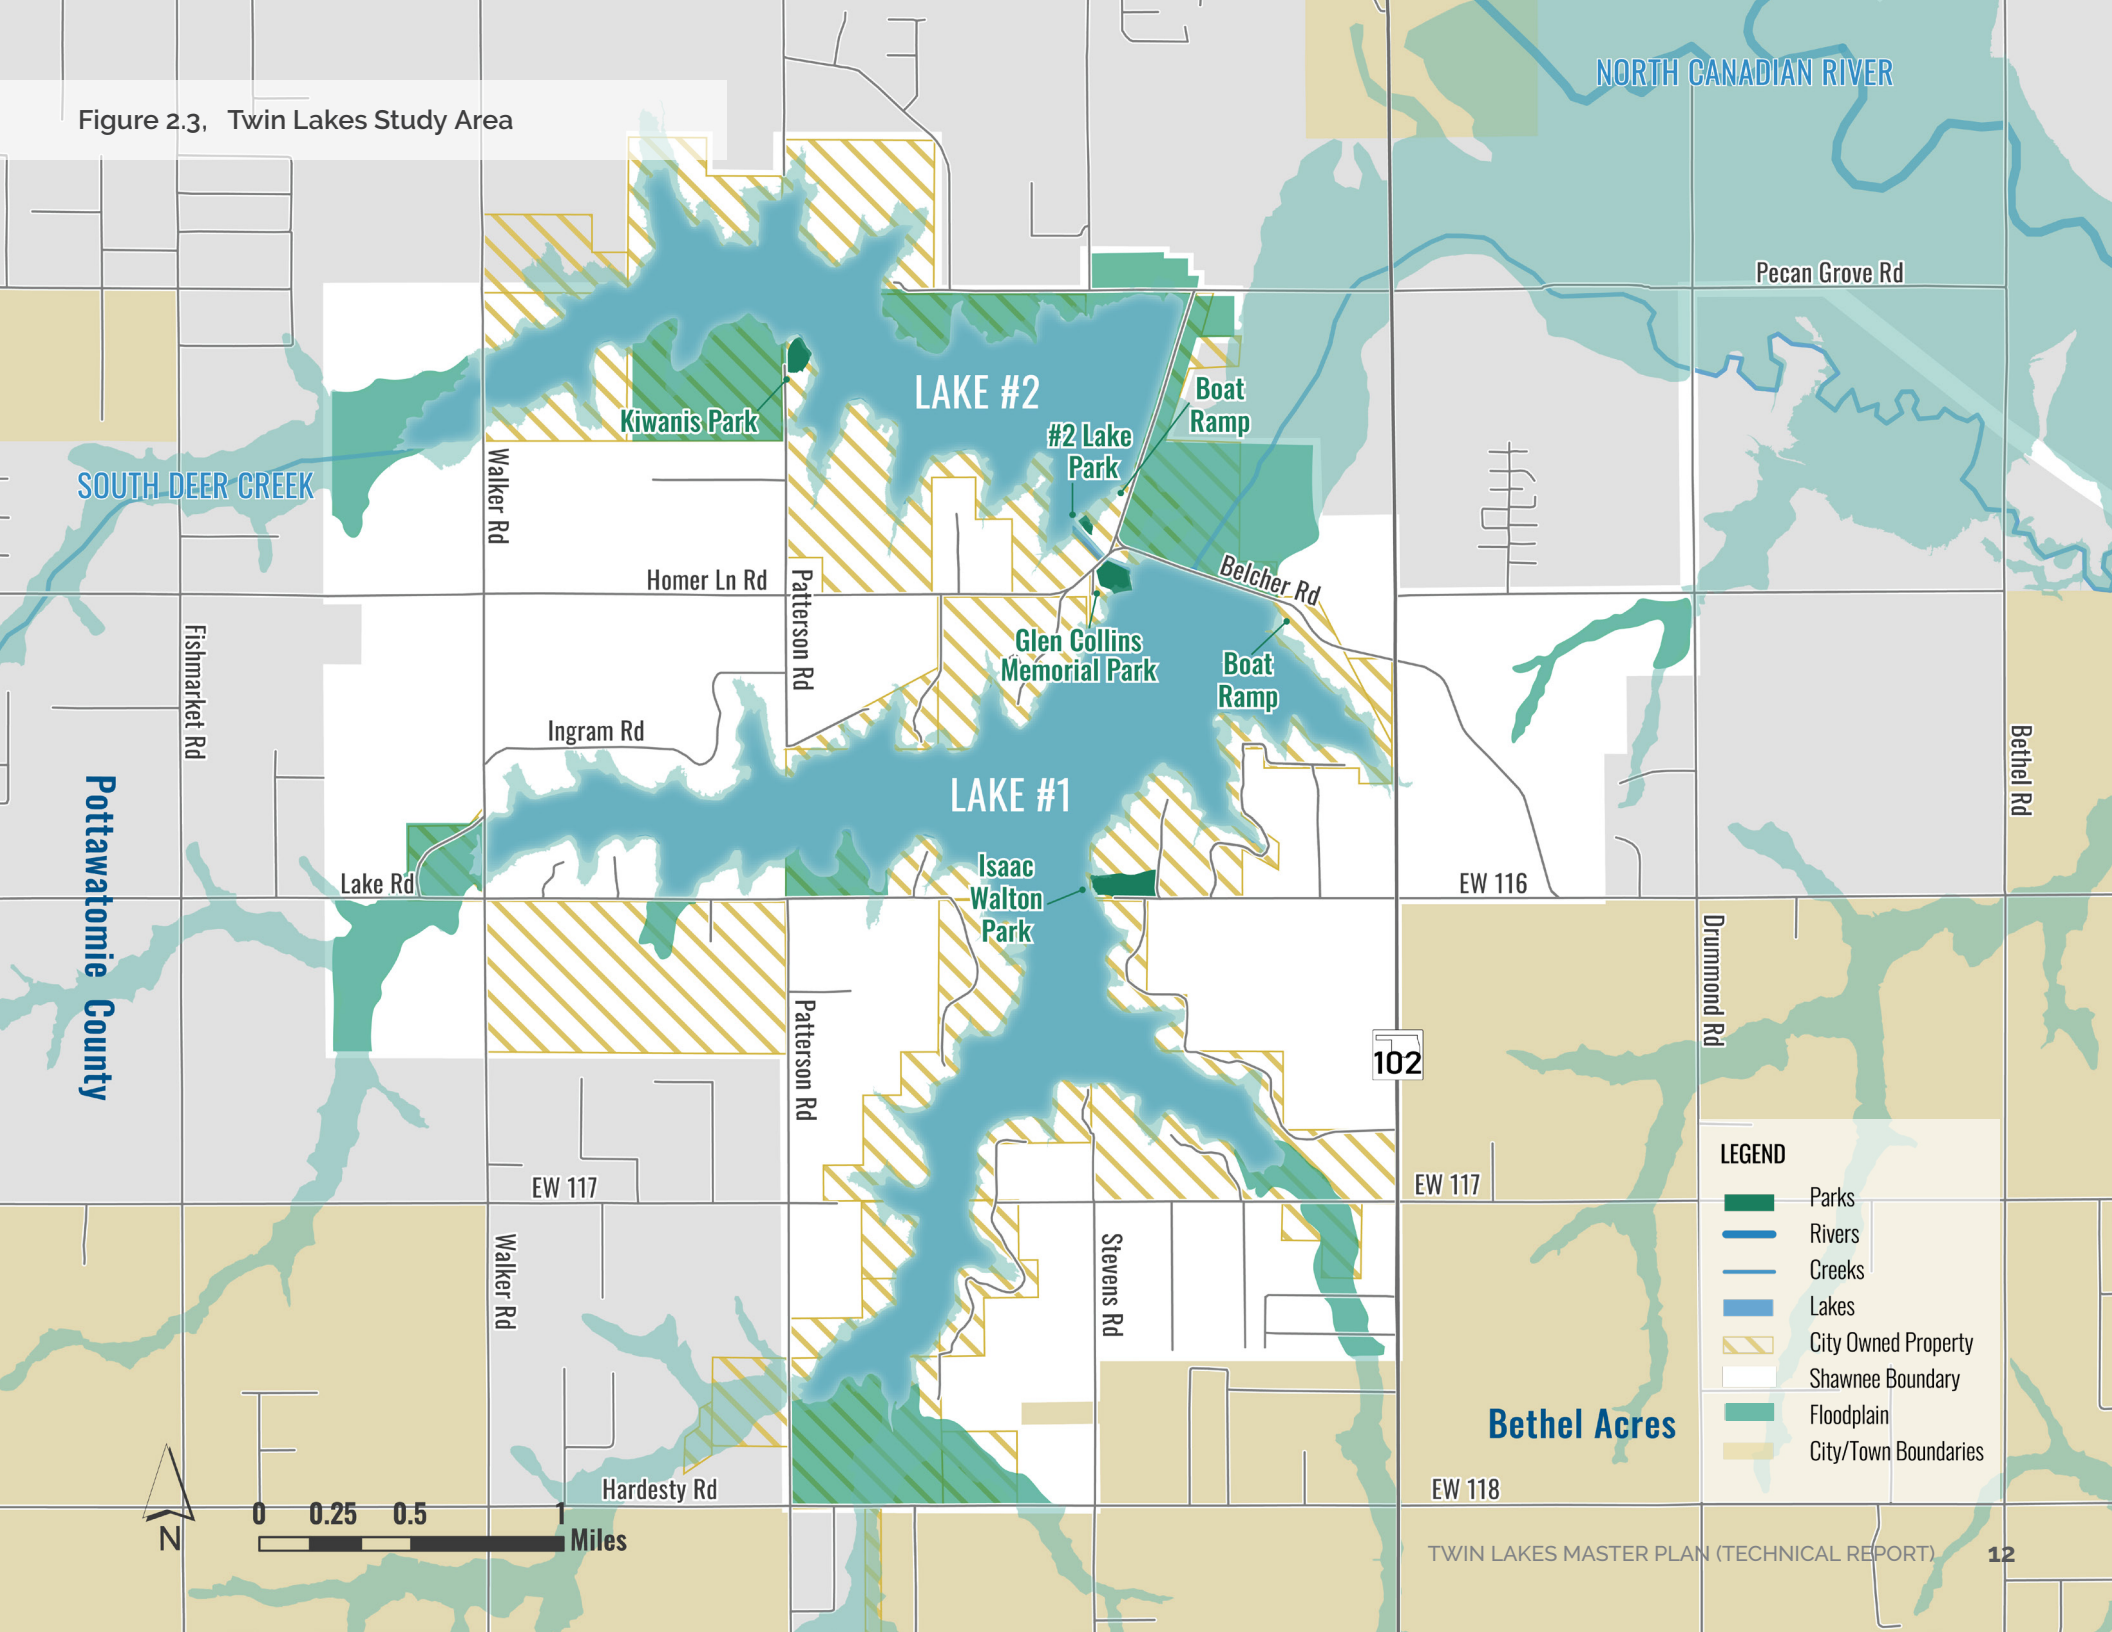 Figure 2.3,   Twin Lakes Study Area
NORTH CANADIAN RIVER
Pecan Grove Rd
LAKE #2
Kiwanis Park
Boat
Ramp
#2 Lake
Park
SOUTH DEER CREEK
Walker Rd
Homer Ln Rd
Patterson Rd
Belcher Rd
Fishmarket Rd
Glen Collins
Memorial Park
Boat
Ramp
Ingram Rd
Bethel Rd
LAKE #1
Pottawatomie County
Isaac
Walton
Park
Lake Rd
EW 116
Drummond Rd
Patterson Rd
102
EW 117
EW 117
Walker Rd
Stevens Rd
LEGEND
Parks
Rivers
Creeks
Lakes
City Owned Property
Shawnee Boundary
Floodplain
City/Town Boundaries
Bethel Acres
Hardesty Rd
EW 118
0 0.25 0.5 1
Miles
N
TWIN LAKES MASTER PLAN (TECHNICAL REPORT) 12